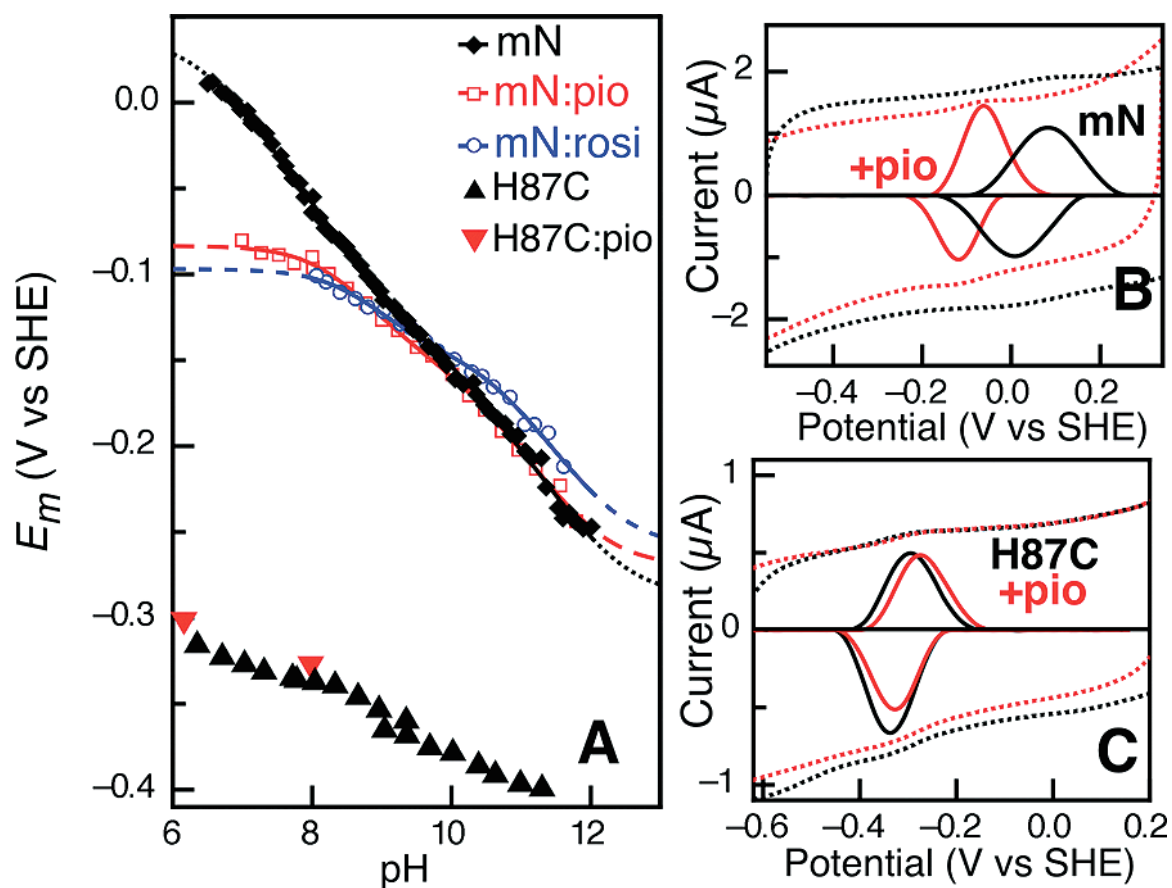 mN
mN:pio
mN:rosi
H87C
H87C:pio
0.0
−0.1
−0.2
−0.3
−0.4
Em (V vs SHE)
6
8
10
12
pH
A
2
0
−2
Current (μA)
mN
+pio
B
−0.4
−0.2
0.0
0.2
Potential (V vs SHE)
1
0
−1
Current (μA)
H87C
+pio
C
−0.6
−0.4
−0.2
0.0
0.2
Potential (V vs SHE)